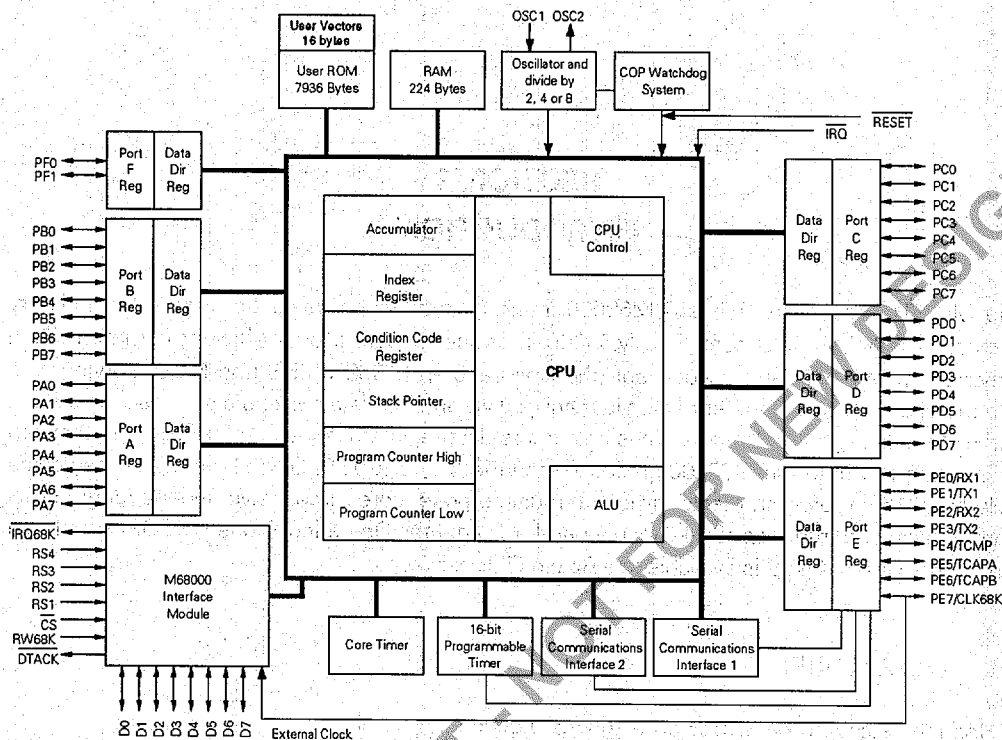 OSC1 OSC2
User Vectors
16 bytes
User ROM
7936 Bytes
RAM
224 Bytes
Oscillator and
divide by
2, 4 or 8
COP Watchdog
System
RESET
IRQ
PF0
PF1
Port
F
Reg
Data
Dir
Reg
PB0
PB1
PB2
PB3
PB4
PB5
PB6
PB7
Port
B
Reg
Data
Dir
Reg
PA0
PA1
PA2
PA3
PA4
PA5
PA6
PA7
Port
A
Reg
Data
Dir
Reg
IRQ68K
RS4
RS3
RS2
RS1
CS
RW68K
DTACK
M68000
Interface
Module
D0
D1
D2
D3
D4
D5
D6
D7
External Clock
Accumulator
Index
Register
Condition Code
Register
Stack Pointer
Program Counter High
Program Counter Low
CPU
Control
CPU
ALU
Core Timer
16-bit
Programmable
Timer
Serial
Communications
Interface 2
Serial
Communications
Interface 1
Data
Dir
Reg
Port
C
Reg
PC0
PC1
PC2
PC3
PC4
PC5
PC6
PC7
Data
Dir
Reg
Port
D
Reg
PD0
PD1
PD2
PD3
PD4
PD5
PD6
PD7
Data
Dir
Reg
Port
E
Reg
PE0/RX1
PE1/TX1
PE2/RX2
PE3/TX2
PE4/TCMP
PE5/TCAPA
PE6/TCAPB
PE7/CLK68K
- NOT FOR NEW DESIG